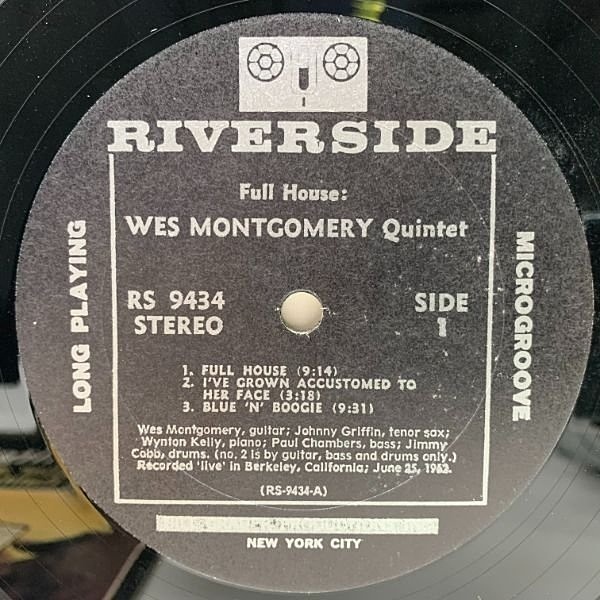 RIVERSIDE
Full House:
WES MONTGOMERY Quintet
LONG PLAYING
MICROGROOVE
RS 9434
STEREO
SIDE
1
1. FULL HOUSE (9:14)
2. I'VE GROWN ACCUSTOMED TO
HER FACE (3:18)
3. BLUE 'N' BOOGIE (9:31)
Wes Montgomery, guitar; Johnny Griffin, tenor sax;
Wynton Kelly, piano; Paul Chambers, bass; Jimmy
Cobb, drums. (no. 2 is by guitar, bass and drums only.)
Recorded 'live' in Berkeley, California; June 25, 1962.
(RS-9434-A)
NEW YORK CITY